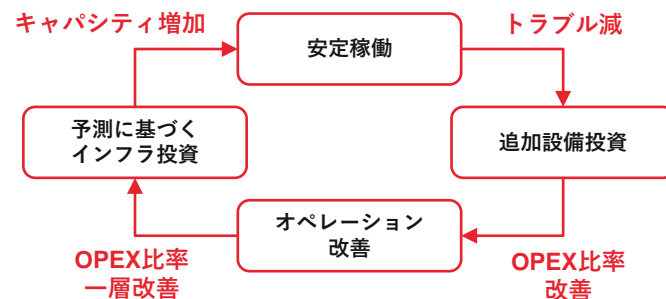 キャパシティ増加
安定稼働
トラブル減
予測に基づく
インフラ投資
追加設備投資
オペレーション
改善
OPEX比率
一層改善
OPEX比率
改善